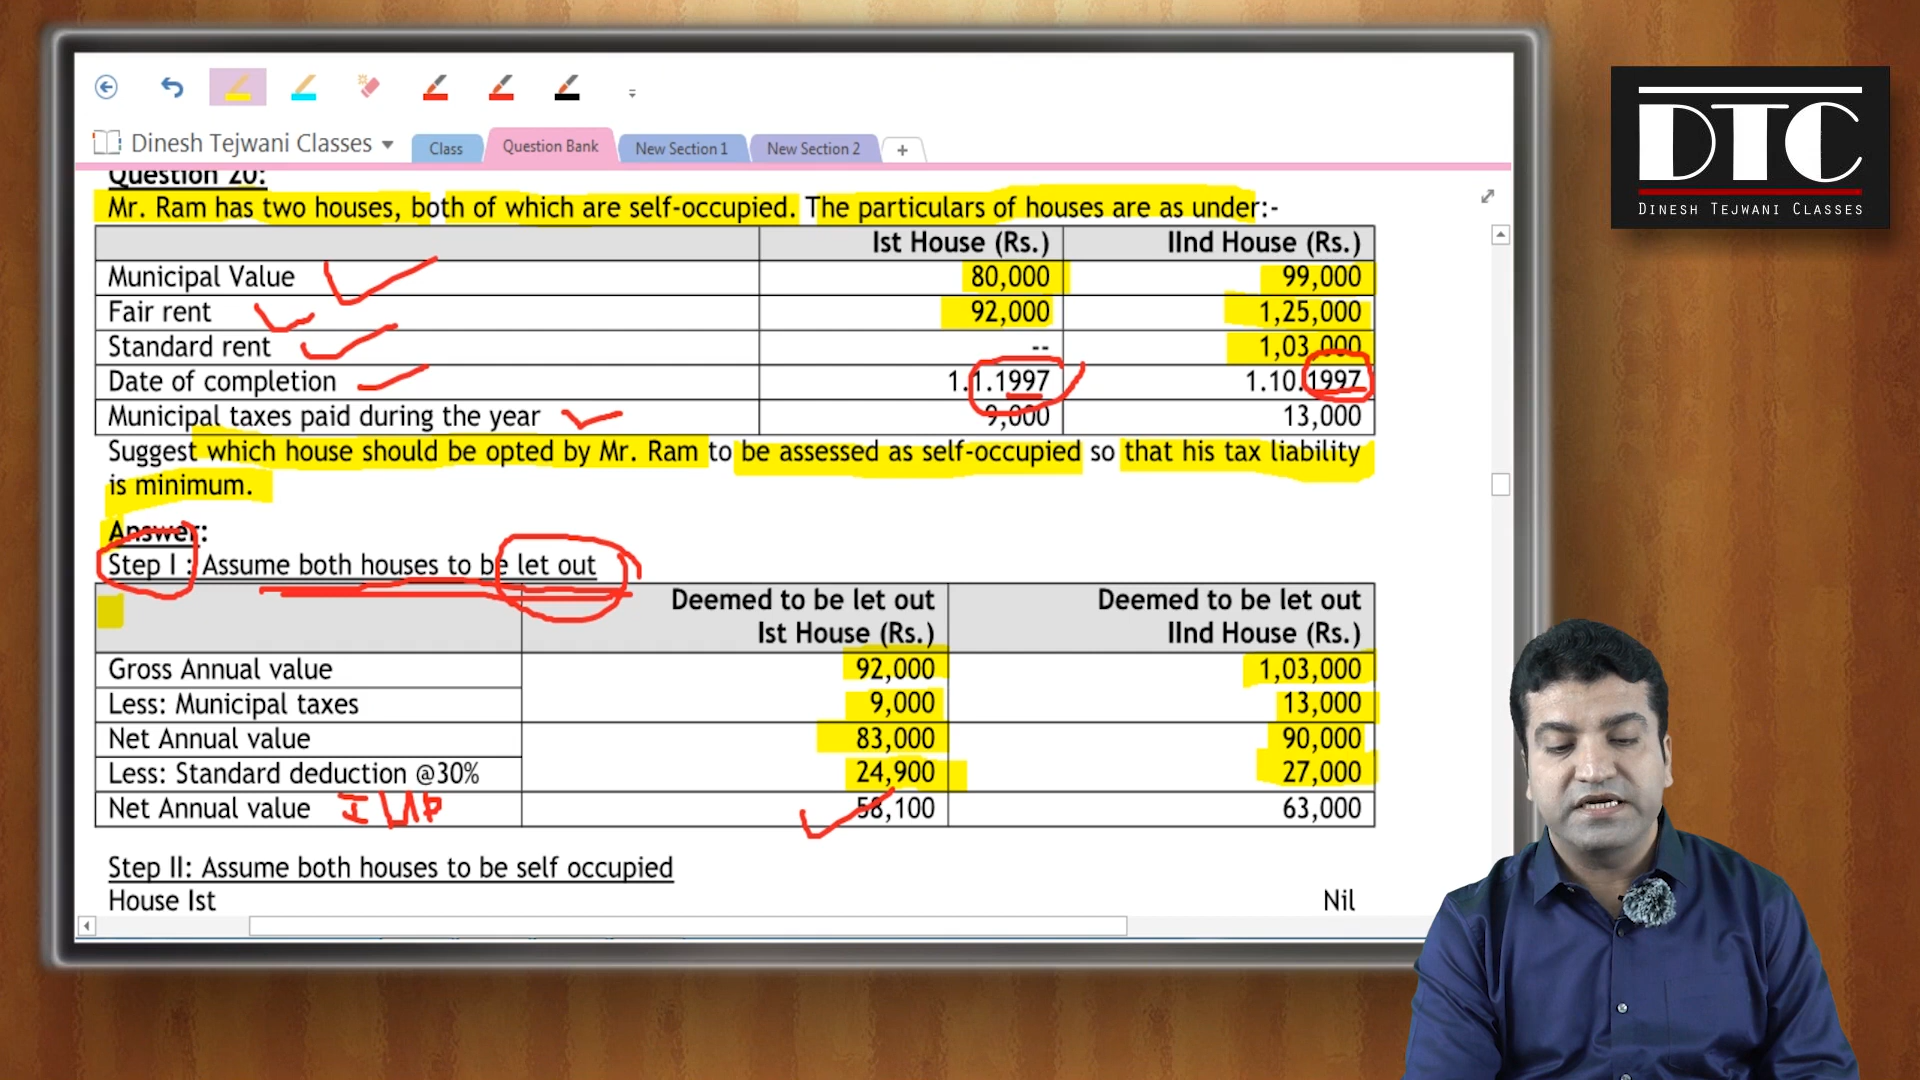 Dinesh Tejwani Classes
Class
Question Bank
New Section 1
New Section 2
+
DTC
DINESH TEJWANI CLASSES
Question 20:
Mr. Ram has two houses, both of which are self-occupied. The particulars of houses are as under:-
Ist House (Rs.) IInd House (Rs.)
Municipal Value 80,000 99,000
Fair rent 92,000 1,25,000
Standard rent -- 1,03,000
Date of completion 1.1.1997 1.10.1997
Municipal taxes paid during the year 9,000 13,000
Suggest which house should be opted by Mr. Ram to be assessed as self-occupied so that his tax liability
is minimum.
Answer:
Step I : Assume both houses to be let out
Deemed to be let out Deemed to be let out
Ist House (Rs.) IInd House (Rs.)
Gross Annual value 92,000 1,03,000
Less: Municipal taxes 9,000 13,000
Net Annual value 83,000 90,000
Less: Standard deduction @30% 24,900 27,000
Net Annual value 58,100 63,000
Step II: Assume both houses to be self occupied
House Ist Nil